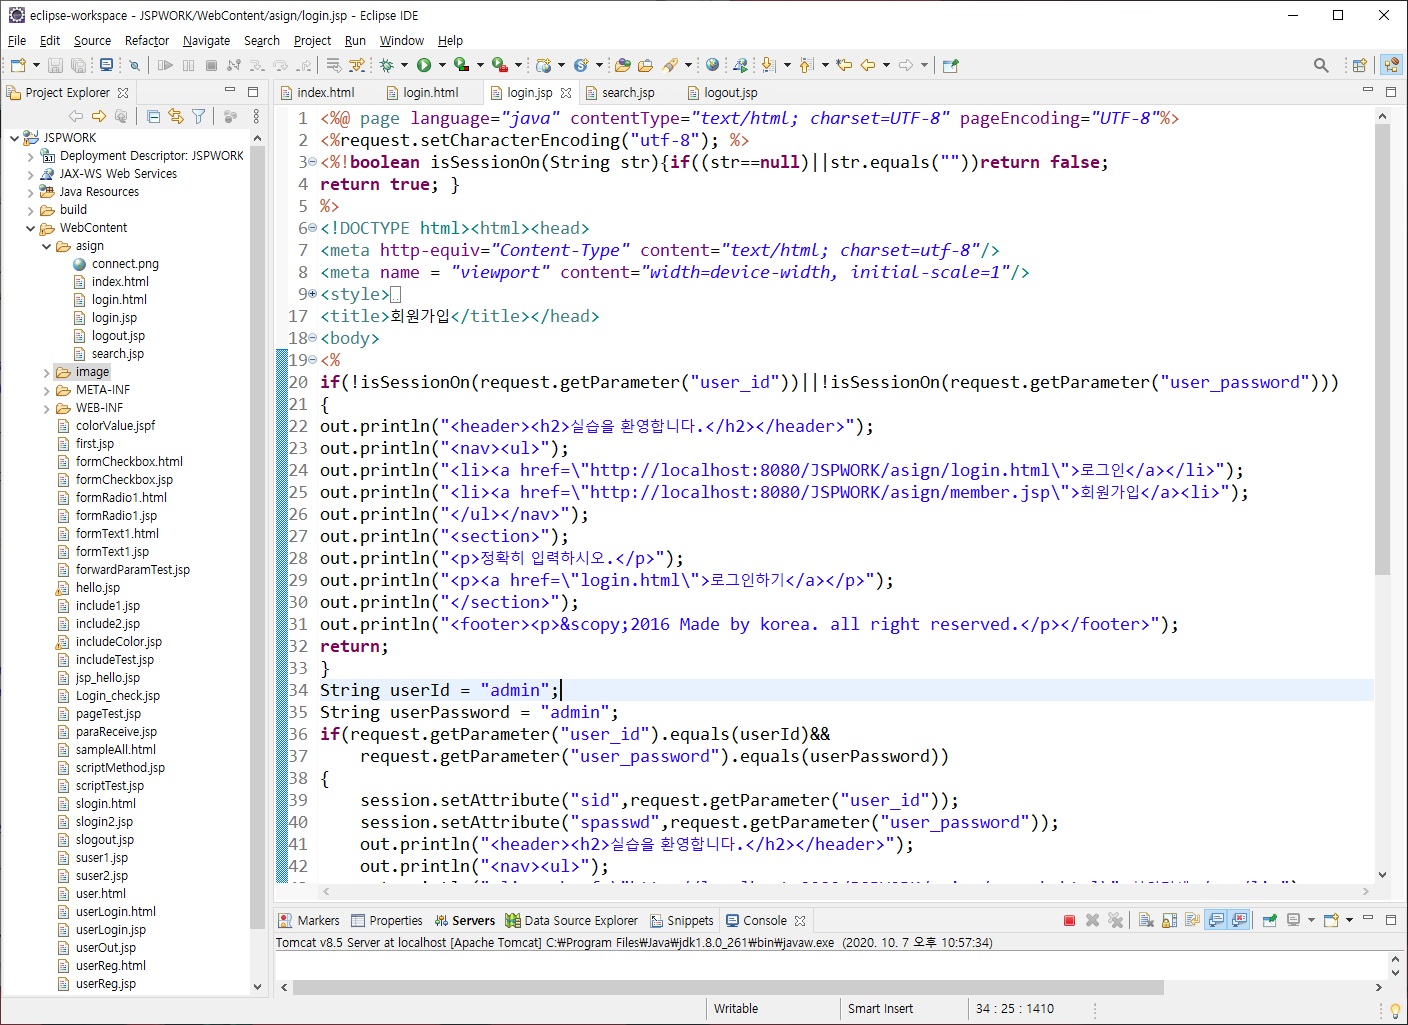 eclipse-workspace - JSPWORK/WebContent/asign/login.jsp - Eclipse IDE
File Edit Source Refactor Navigate Search Project Run Window Help
Project Explorer
JSPWORK
Deployment Descriptor: JSPWORK
JAX-WS Web Services
Java Resources
build
WebContent
asign
connect.png
index.html
login.html
login.jsp
logout.jsp
search.jsp
image
META-INF
WEB-INF
colorValue.jspf
first.jsp
formCheckbox.html
formCheckbox.jsp
formRadio1.html
formRadio1.jsp
formText1.html
formText1.jsp
forwardParamTest.jsp
hello.jsp
include1.jsp
include2.jsp
includeColor.jsp
includeTest.jsp
jsp_hello.jsp
Login_check.jsp
pageTest.jsp
paraReceive.jsp
sampleAll.html
scriptMethod.jsp
scriptTest.jsp
slogin.html
slogin2.jsp
slogout.jsp
suser1.jsp
suser2.jsp
user.html
userLogin.html
userLogin.jsp
userOut.jsp
userReg.html
userReg.jsp
index.html login.html login.jsp search.jsp logout.jsp
1 <%@ page language="java" contentType="text/html; charset=UTF-8" pageEncoding="UTF-8"%>
2 <%request.setCharacterEncoding("utf-8"); %>
3 <%!boolean isSessionOn(String str){if((str==null)||str.equals(""))return false;
4 return true; }
5 %>
6 <!DOCTYPE html><html><head>
7 <meta http-equiv="Content-Type" content="text/html; charset=utf-8"/>
8 <meta name = "viewport" content="width=device-width, initial-scale=1"/>
9 <style>
17 <title>회원가입</title></head>
18 <body>
19 <%
20 if(!isSessionOn(request.getParameter("user_id"))||!isSessionOn(request.getParameter("user_password")))
21 {
22 out.println("<header><h2>실습을 환영합니다.</h2></header>");
23 out.println("<nav><ul>");
24 out.println("<li><a href=\"http://localhost:8080/JSPWORK/asign/login.html\">로그인</a></li>");
25 out.println("<li><a href=\"http://localhost:8080/JSPWORK/asign/member.jsp\">회원가입</a><li>");
26 out.println("</ul></nav>");
27 out.println("<section>");
28 out.println("<p>정확히 입력하시오.</p>");
29 out.println("<p><a href=\"login.html\">로그인하기</a></p>");
30 out.println("</section>");
31 out.println("<footer><p>&scopy;2016 Made by korea. all right reserved.</p></footer>");
32 return;
33 }
34 String userId = "admin";
35 String userPassword = "admin";
36 if(request.getParameter("user_id").equals(userId)&&
37 request.getParameter("user_password").equals(userPassword))
38 {
39 session.setAttribute("sid",request.getParameter("user_id"));
40 session.setAttribute("spasswd",request.getParameter("user_password"));
41 out.println("<header><h2>실습을 환영합니다.</h2></header>");
42 out.println("<nav><ul>");
Markers Properties Servers Data Source Explorer Snippets Console
Tomcat v8.5 Server at localhost [Apache Tomcat] C:₩Program Files₩Java₩jdk1.8.0_261₩bin₩javaw.exe (2020. 10. 7 오후 10:57:34)
Writable Smart Insert 34 : 25 : 1410